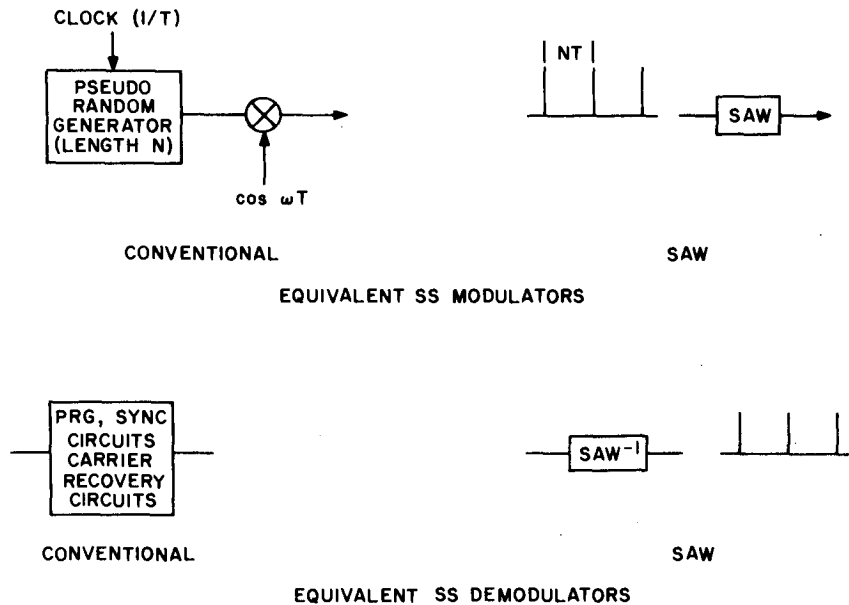 CLOCK (1/T)
PSEUDO
RANDOM
GENERATOR
(LENGTH N)
cos ωT
NT
SAW
CONVENTIONAL
SAW
EQUIVALENT SS MODULATORS
PRG, SYNC
CIRCUITS
CARRIER
RECOVERY
CIRCUITS
SAW⁻¹
CONVENTIONAL
SAW
EQUIVALENT SS DEMODULATORS